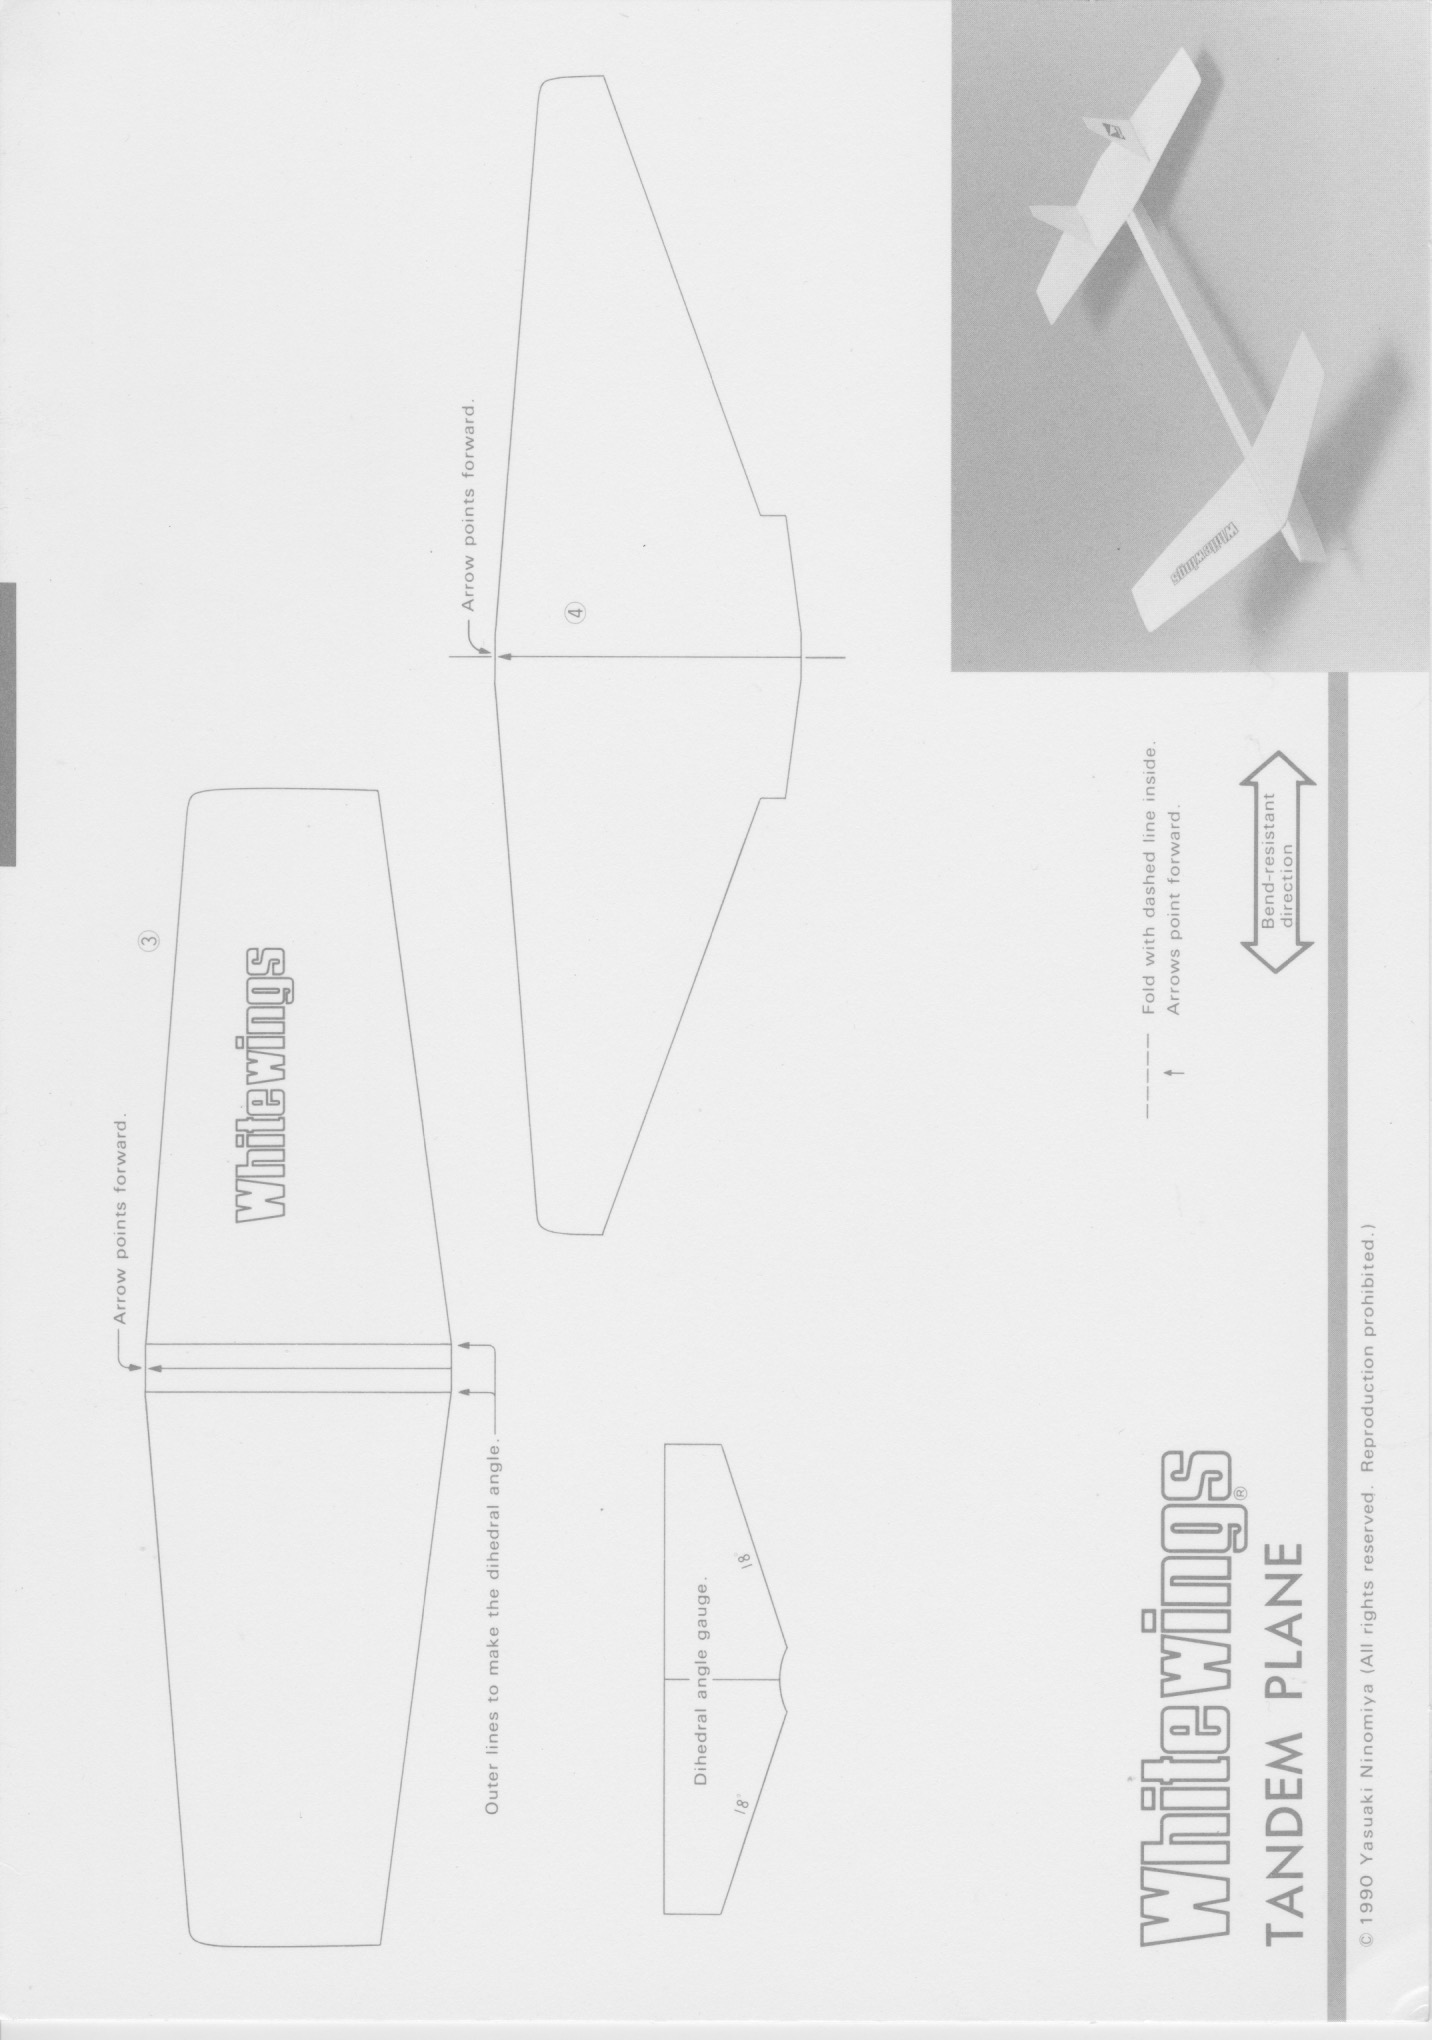 Arrow points forward.
③
Whitewings
Outer lines to make the dihedral angle.
Arrow points forward.
④
Dihedral angle gauge.
18°
18°
Whitewings
Fold with dashed line inside.
Arrows point forward.
Bend-resistant
direction
Whitewings®
TANDEM PLANE
© 1990 Yasuaki Ninomiya (All rights reserved. Reproduction prohibited.)